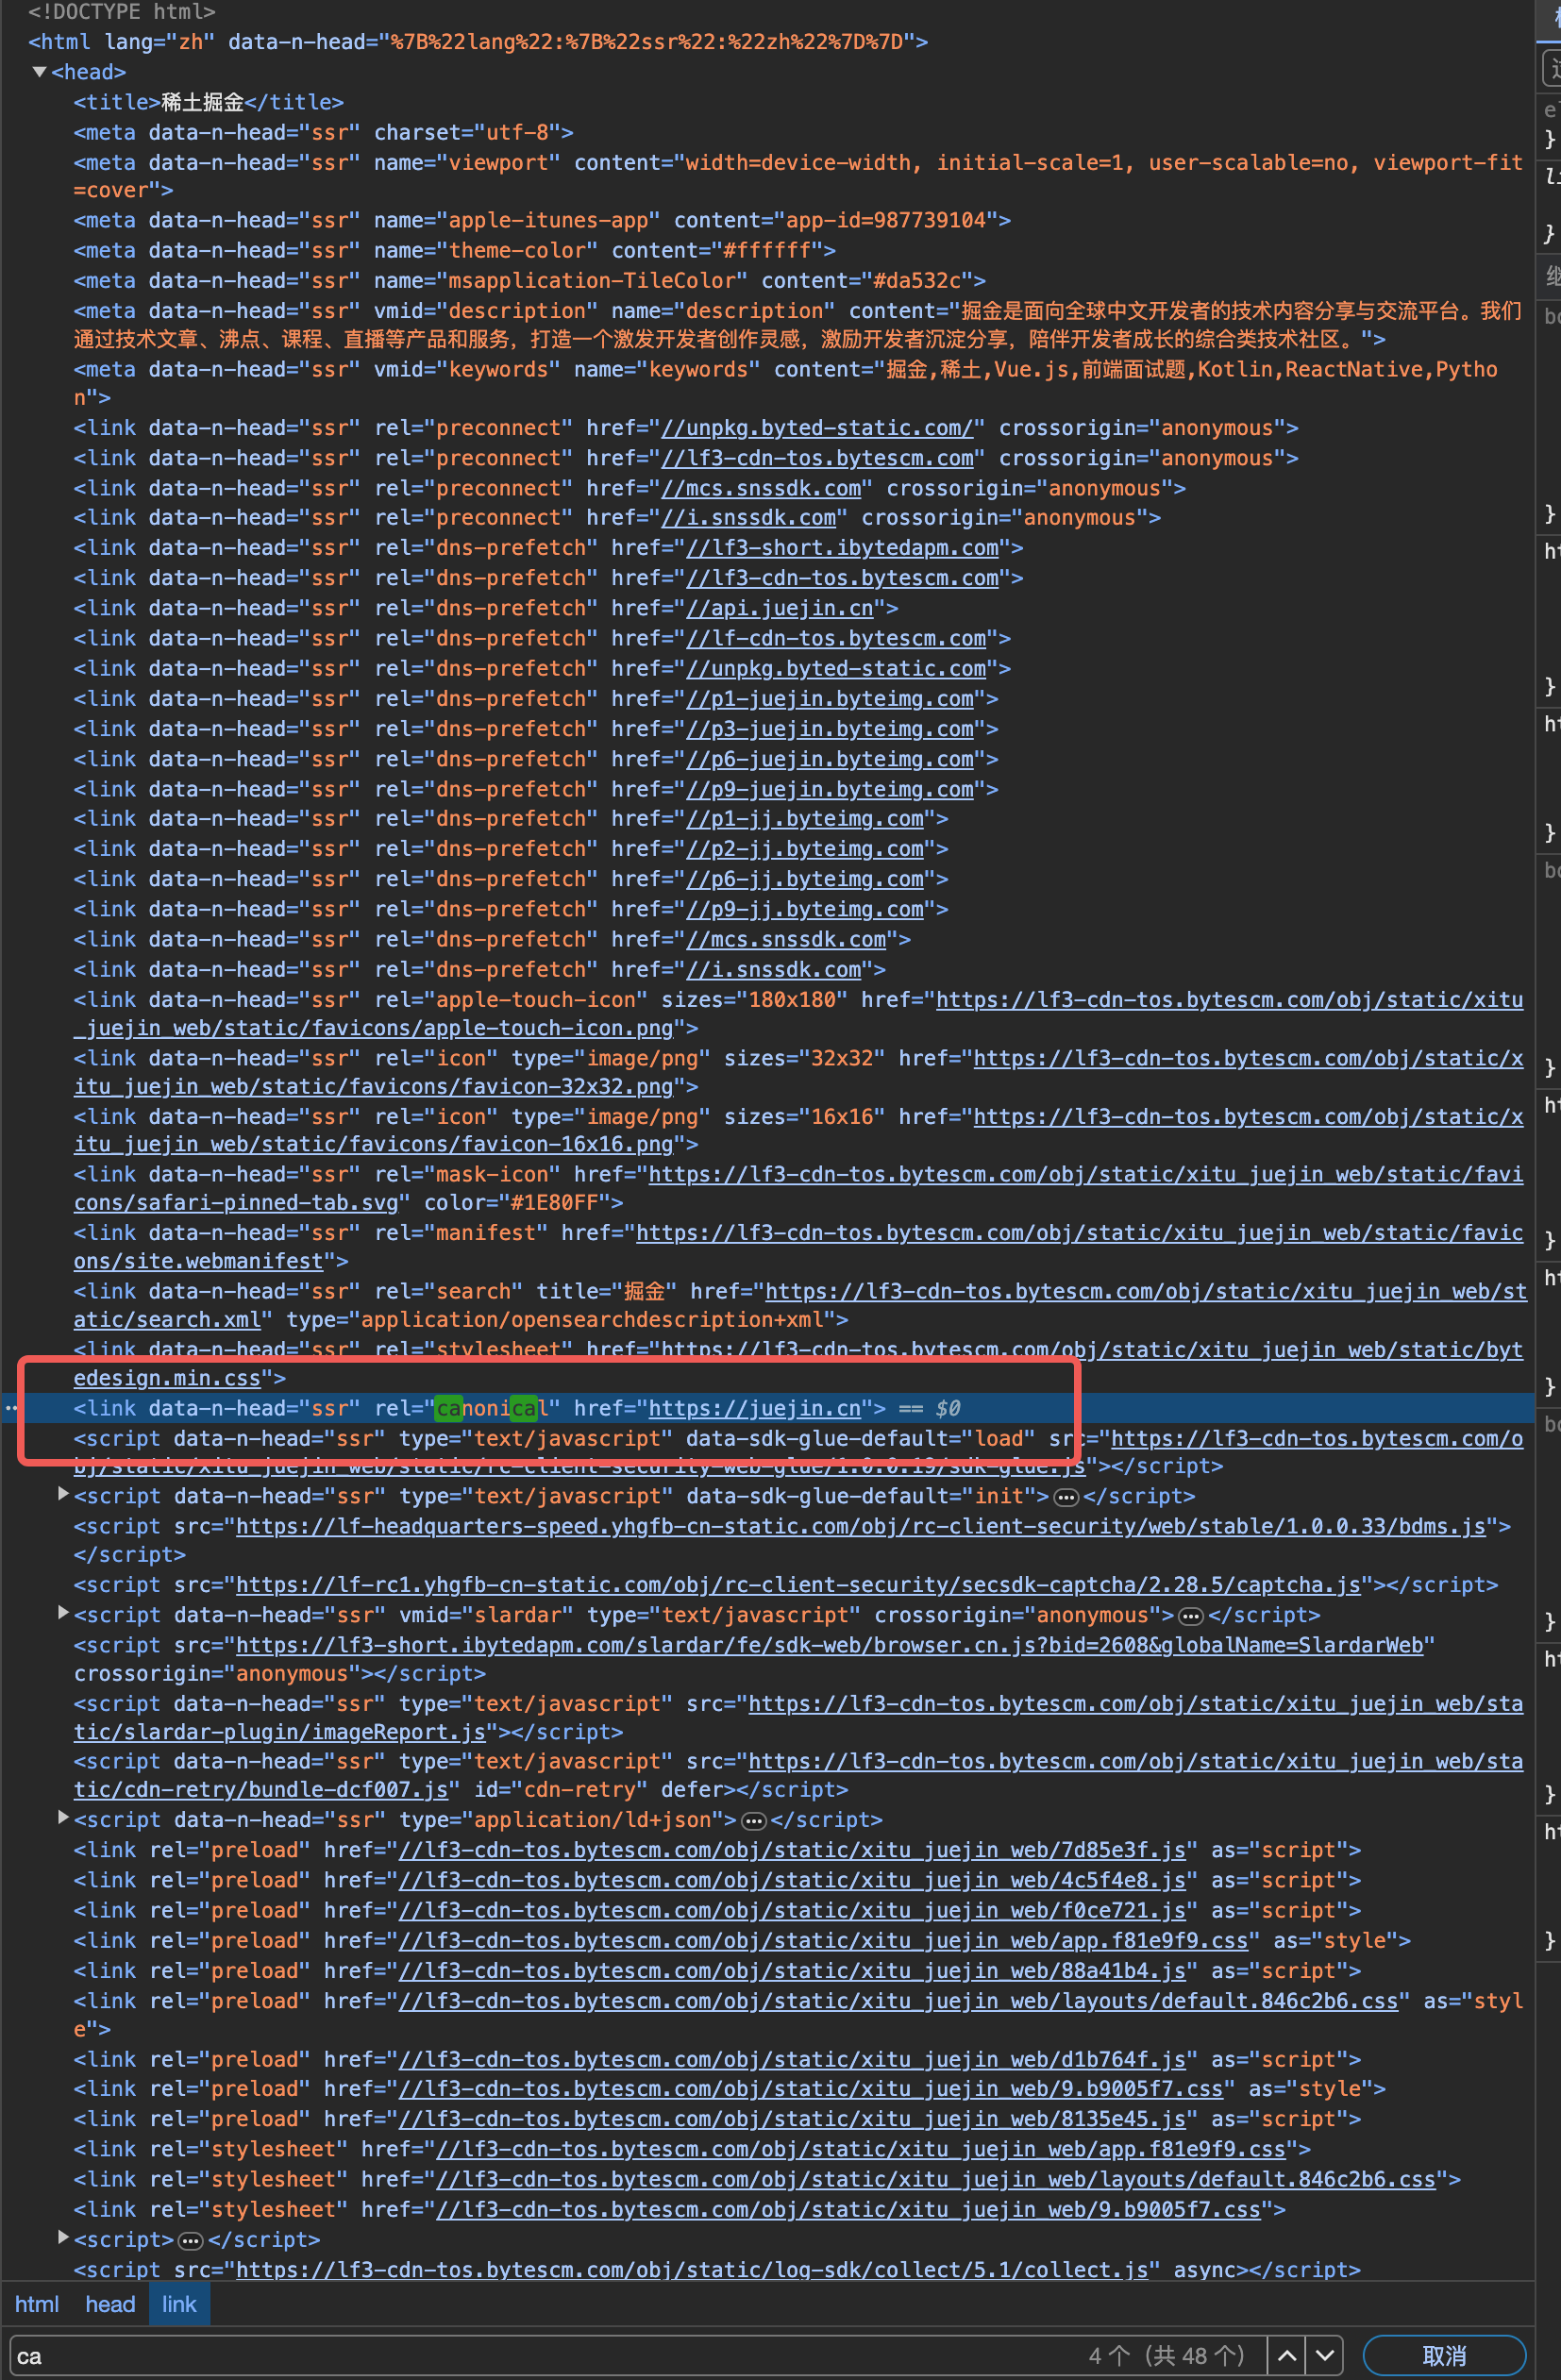 <!DOCTYPE html>
<html lang="zh" data-n-head="%7B%22lang%22:%7B%22ssr%22:%22zh%22%7D%7D">
<head>
<title>稀土掘金</title>
<meta data-n-head="ssr" charset="utf-8">
<meta data-n-head="ssr" name="viewport" content="width=device-width, initial-scale=1, user-scalable=no, viewport-fit
=cover">
<meta data-n-head="ssr" name="apple-itunes-app" content="app-id=987739104">
<meta data-n-head="ssr" name="theme-color" content="#ffffff">
<meta data-n-head="ssr" name="msapplication-TileColor" content="#da532c">
<meta data-n-head="ssr" vmid="description" name="description" content="掘金是面向全球中文开发者的技术内容分享与交流平台。我们
通过技术文章、沸点、课程、直播等产品和服务，打造一个激发开发者创作灵感，激励开发者沉淀分享，陪伴开发者成长的综合类技术社区。">
<meta data-n-head="ssr" vmid="keywords" name="keywords" content="掘金,稀土,Vue.js,前端面试题,Kotlin,ReactNative,Pytho
n">
<link data-n-head="ssr" rel="preconnect" href="//unpkg.byted-static.com/" crossorigin="anonymous">
<link data-n-head="ssr" rel="preconnect" href="//lf3-cdn-tos.bytescm.com" crossorigin="anonymous">
<link data-n-head="ssr" rel="preconnect" href="//mcs.snssdk.com" crossorigin="anonymous">
<link data-n-head="ssr" rel="preconnect" href="//i.snssdk.com" crossorigin="anonymous">
<link data-n-head="ssr" rel="dns-prefetch" href="//lf3-short.ibytedapm.com">
<link data-n-head="ssr" rel="dns-prefetch" href="//lf3-cdn-tos.bytescm.com">
<link data-n-head="ssr" rel="dns-prefetch" href="//api.juejin.cn">
<link data-n-head="ssr" rel="dns-prefetch" href="//lf-cdn-tos.bytescm.com">
<link data-n-head="ssr" rel="dns-prefetch" href="//unpkg.byted-static.com">
<link data-n-head="ssr" rel="dns-prefetch" href="//p1-juejin.byteimg.com">
<link data-n-head="ssr" rel="dns-prefetch" href="//p3-juejin.byteimg.com">
<link data-n-head="ssr" rel="dns-prefetch" href="//p6-juejin.byteimg.com">
<link data-n-head="ssr" rel="dns-prefetch" href="//p9-juejin.byteimg.com">
<link data-n-head="ssr" rel="dns-prefetch" href="//p1-jj.byteimg.com">
<link data-n-head="ssr" rel="dns-prefetch" href="//p2-jj.byteimg.com">
<link data-n-head="ssr" rel="dns-prefetch" href="//p6-jj.byteimg.com">
<link data-n-head="ssr" rel="dns-prefetch" href="//p9-jj.byteimg.com">
<link data-n-head="ssr" rel="dns-prefetch" href="//mcs.snssdk.com">
<link data-n-head="ssr" rel="dns-prefetch" href="//i.snssdk.com">
<link data-n-head="ssr" rel="apple-touch-icon" sizes="180x180" href="https://lf3-cdn-tos.bytescm.com/obj/static/xitu
_juejin_web/static/favicons/apple-touch-icon.png">
<link data-n-head="ssr" rel="icon" type="image/png" sizes="32x32" href="https://lf3-cdn-tos.bytescm.com/obj/static/x
itu_juejin_web/static/favicons/favicon-32x32.png">
<link data-n-head="ssr" rel="icon" type="image/png" sizes="16x16" href="https://lf3-cdn-tos.bytescm.com/obj/static/x
itu_juejin_web/static/favicons/favicon-16x16.png">
<link data-n-head="ssr" rel="mask-icon" href="https://lf3-cdn-tos.bytescm.com/obj/static/xitu_juejin_web/static/favi
cons/safari-pinned-tab.svg" color="#1E80FF">
<link data-n-head="ssr" rel="manifest" href="https://lf3-cdn-tos.bytescm.com/obj/static/xitu_juejin_web/static/favic
ons/site.webmanifest">
<link data-n-head="ssr" rel="search" title="掘金" href="https://lf3-cdn-tos.bytescm.com/obj/static/xitu_juejin_web/st
atic/search.xml" type="application/opensearchdescription+xml">
<link data-n-head="ssr" rel="stylesheet" href="https://lf3-cdn-tos.bytescm.com/obj/static/xitu_juejin_web/static/byt
edesign.min.css">
<link data-n-head="ssr" rel="canonical" href="https://juejin.cn"> == $0
<script data-n-head="ssr" type="text/javascript" data-sdk-glue-default="load" src="https://lf3-cdn-tos.bytescm.com/o
bj/static/xitu_juejin_web/static/rc-client-security-web-glue/1.0.0.19/sdk-glue.js"></script>
<script data-n-head="ssr" type="text/javascript" data-sdk-glue-default="init">…</script>
<script src="https://lf-headquarters-speed.yhgfb-cn-static.com/obj/rc-client-security/web/stable/1.0.0.33/bdms.js">
</script>
<script src="https://lf-rc1.yhgfb-cn-static.com/obj/rc-client-security/secsdk-captcha/2.28.5/captcha.js"></script>
<script data-n-head="ssr" vmid="slardar" type="text/javascript" crossorigin="anonymous">…</script>
<script src="https://lf3-short.ibytedapm.com/slardar/fe/sdk-web/browser.cn.js?bid=2608&globalName=SlardarWeb"
crossorigin="anonymous"></script>
<script data-n-head="ssr" type="text/javascript" src="https://lf3-cdn-tos.bytescm.com/obj/static/xitu_juejin_web/sta
tic/slardar-plugin/imageReport.js"></script>
<script data-n-head="ssr" type="text/javascript" src="https://lf3-cdn-tos.bytescm.com/obj/static/xitu_juejin_web/sta
tic/cdn-retry/bundle-dcf007.js" id="cdn-retry" defer></script>
<script data-n-head="ssr" type="application/ld+json">…</script>
<link rel="preload" href="//lf3-cdn-tos.bytescm.com/obj/static/xitu_juejin_web/7d85e3f.js" as="script">
<link rel="preload" href="//lf3-cdn-tos.bytescm.com/obj/static/xitu_juejin_web/4c5f4e8.js" as="script">
<link rel="preload" href="//lf3-cdn-tos.bytescm.com/obj/static/xitu_juejin_web/f0ce721.js" as="script">
<link rel="preload" href="//lf3-cdn-tos.bytescm.com/obj/static/xitu_juejin_web/app.f81e9f9.css" as="style">
<link rel="preload" href="//lf3-cdn-tos.bytescm.com/obj/static/xitu_juejin_web/88a41b4.js" as="script">
<link rel="preload" href="//lf3-cdn-tos.bytescm.com/obj/static/xitu_juejin_web/layouts/default.846c2b6.css" as="styl
e">
<link rel="preload" href="//lf3-cdn-tos.bytescm.com/obj/static/xitu_juejin_web/d1b764f.js" as="script">
<link rel="preload" href="//lf3-cdn-tos.bytescm.com/obj/static/xitu_juejin_web/9.b9005f7.css" as="style">
<link rel="preload" href="//lf3-cdn-tos.bytescm.com/obj/static/xitu_juejin_web/8135e45.js" as="script">
<link rel="stylesheet" href="//lf3-cdn-tos.bytescm.com/obj/static/xitu_juejin_web/app.f81e9f9.css">
<link rel="stylesheet" href="//lf3-cdn-tos.bytescm.com/obj/static/xitu_juejin_web/layouts/default.846c2b6.css">
<link rel="stylesheet" href="//lf3-cdn-tos.bytescm.com/obj/static/xitu_juejin_web/9.b9005f7.css">
<script>…</script>
<script src="https://lf3-cdn-tos.bytescm.com/obj/static/log-sdk/collect/5.1/collect.js" async></script>
html head link
ca 4 个（共 48 个） 取消